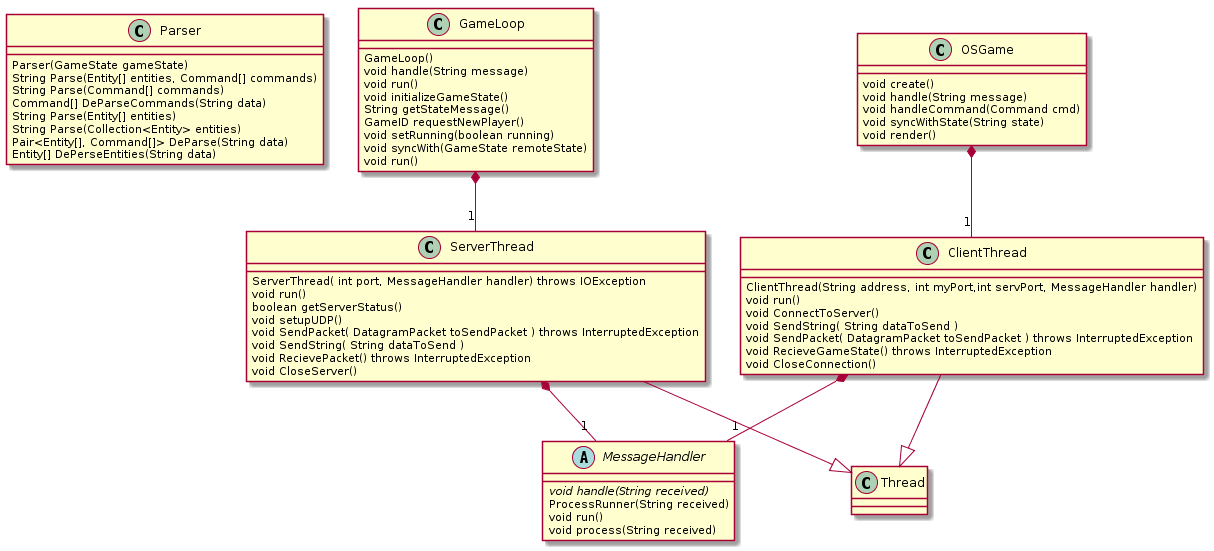 C Parser
Parser(GameState gameState)
String Parse(Entity[] entities, Command[] commands)
String Parse(Command[] commands)
Command[] DeParseCommands(String data)
String Parse(Entity[] entities)
String Parse(Collection<Entity> entities)
Pair<Entity[], Command[]> DeParse(String data)
Entity[] DePerseEntities(String data)
C GameLoop
GameLoop()
void handle(String message)
void run()
void initializeGameState()
String getStateMessage()
GameID requestNewPlayer()
void setRunning(boolean running)
void syncWith(GameState remoteState)
void run()
C OSGame
void create()
void handle(String message)
void handleCommand(Command cmd)
void syncWithState(String state)
void render()
1
1
C ServerThread
ServerThread( int port, MessageHandler handler) throws IOException
void run()
boolean getServerStatus()
void setupUDP()
void SendPacket( DatagramPacket toSendPacket ) throws InterruptedException
void SendString( String dataToSend )
void RecievePacket() throws InterruptedException
void CloseServer()
C ClientThread
ClientThread(String address, int myPort,int servPort, MessageHandler handler)
void run()
void ConnectToServer()
void SendString( String dataToSend )
void SendPacket( DatagramPacket toSendPacket ) throws InterruptedException
void RecieveGameState() throws InterruptedException
void CloseConnection()
1
1
A MessageHandler
void handle(String received)
ProcessRunner(String received)
void run()
void process(String received)
C Thread